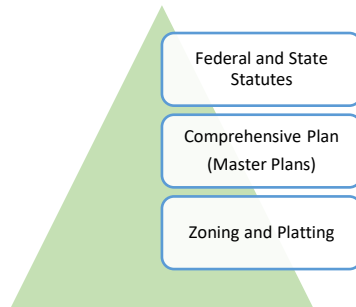 Federal and State
Statutes
Comprehensive Plan
(Master Plans)
Zoning and Platting